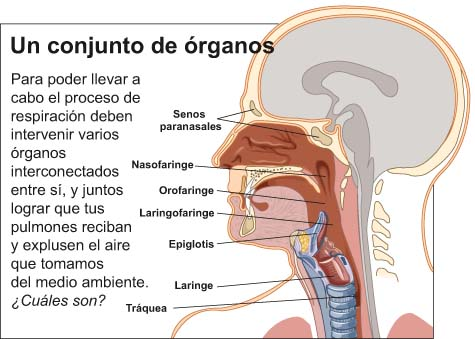 Un conjunto de órganos
Para poder llevar a
cabo el proceso de
respiración deben
intervenir varios
órganos
interconectados
entre sí, y juntos
lograr que tus
pulmones reciban
y explusen el aire
que tomamos
del medio ambiente.
¿Cuáles son?
Senos
paranasales
Nasofaringe
Orofaringe
Laringofaringe
Epiglotis
Laringe
Tráquea